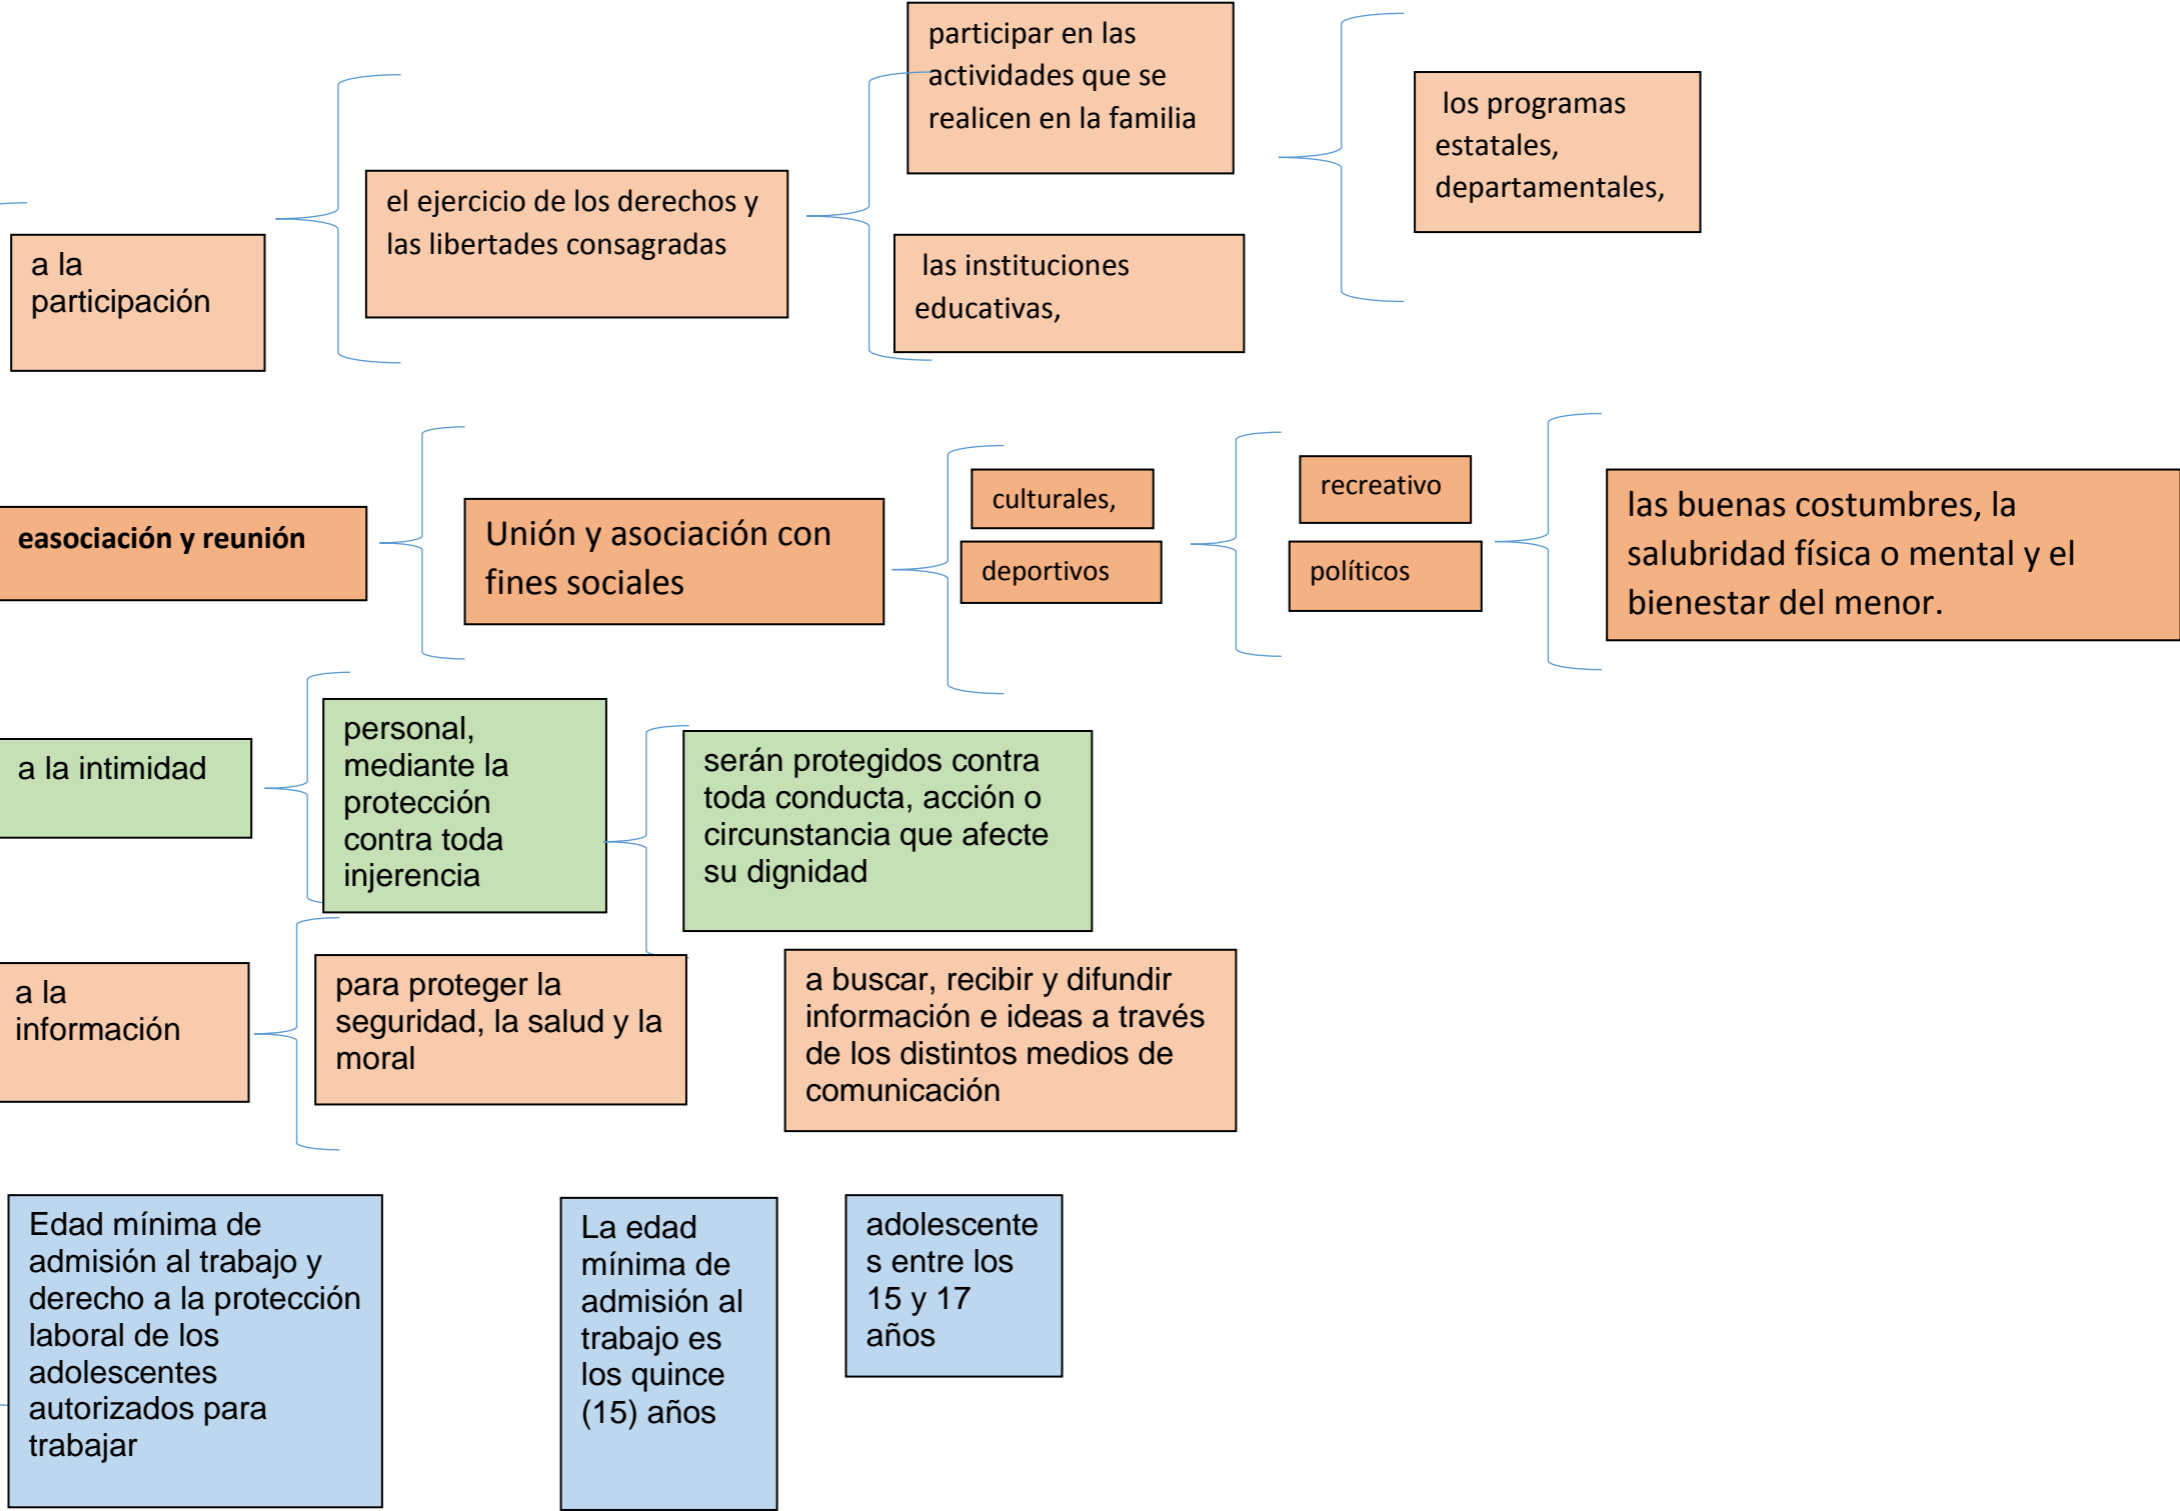 a la
participación
el ejercicio de los derechos y
las libertades consagradas
participar en las
actividades que se
realicen en la familia
las instituciones
educativas,
los programas
estatales,
departamentales,
easociación y reunión
Unión y asociación con
fines sociales
culturales,
deportivos
recreativo
políticos
las buenas costumbres, la
salubridad física o mental y el
bienestar del menor.
a la intimidad
personal,
mediante la
protección
contra toda
injerencia
serán protegidos contra
toda conducta, acción o
circunstancia que afecte
su dignidad
a la
información
para proteger la
seguridad, la salud y la
moral
a buscar, recibir y difundir
información e ideas a través
de los distintos medios de
comunicación
Edad mínima de
admisión al trabajo y
derecho a la protección
laboral de los
adolescentes
autorizados para
trabajar
La edad
mínima de
admisión al
trabajo es
los quince
(15) años
adolescente
s entre los
15 y 17
años